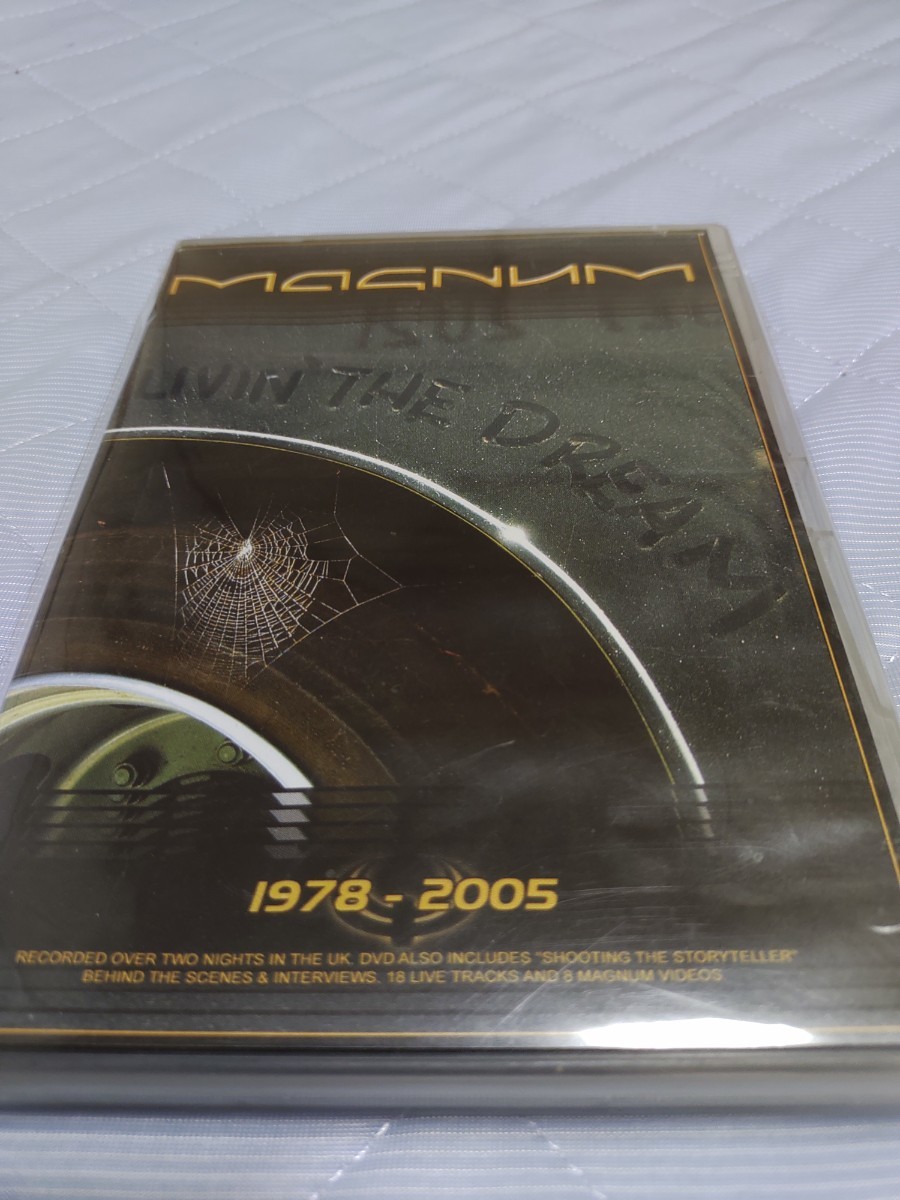 MAGNUM
LIVIN' THE DREAM
1978 - 2005
RECORDED OVER TWO NIGHTS IN THE UK. DVD ALSO INCLUDES "SHOOTING THE STORYTELLER"
BEHIND THE SCENES & INTERVIEWS. 18 LIVE TRACKS AND 8 MAGNUM VIDEOS